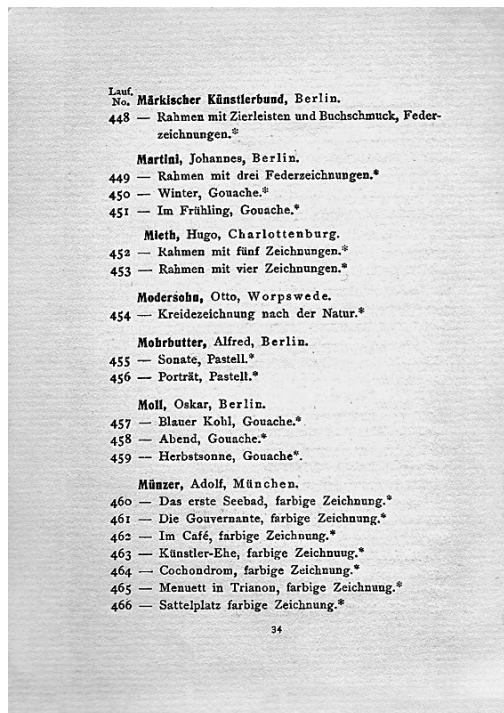 Lauf.
No. Märkischer Künstlerbund, Berlin.
448 — Rahmen mit Zierleisten und Buchschmuck, Feder-
zeichnungen.*
Martini, Johannes, Berlin.
449 — Rahmen mit drei Federzeichnungen.*
450 — Winter, Gouache.*
451 — Im Frühling, Gouache.*
Mieth, Hugo, Charlottenburg.
452 — Rahmen mit fünf Zeichnungen.*
453 — Rahmen mit vier Zeichnungen.*
Modersohn, Otto, Worpswede.
454 — Kreidezeichnung nach der Natur.*
Mohrbutter, Alfred, Berlin.
455 — Sonate, Pastell.*
456 — Porträt, Pastell.*
Moll, Oskar, Berlin.
457 — Blauer Kohl, Gouache.*
458 — Abend, Gouache.*
459 — Herbstsonne, Gouache*.
Münzer, Adolf, München.
460 — Das erste Seebad, farbige Zeichnung.*
461 — Die Gouvernante, farbige Zeichnung.*
462 — Im Café, farbige Zeichnung.*
463 — Künstler-Ehe, farbige Zeichnuug.*
464 — Cochondrom, farbige Zeichnung.*
465 — Menuett in Trianon, farbige Zeichnung.*
466 — Sattelplatz farbige Zeichnung.*
34